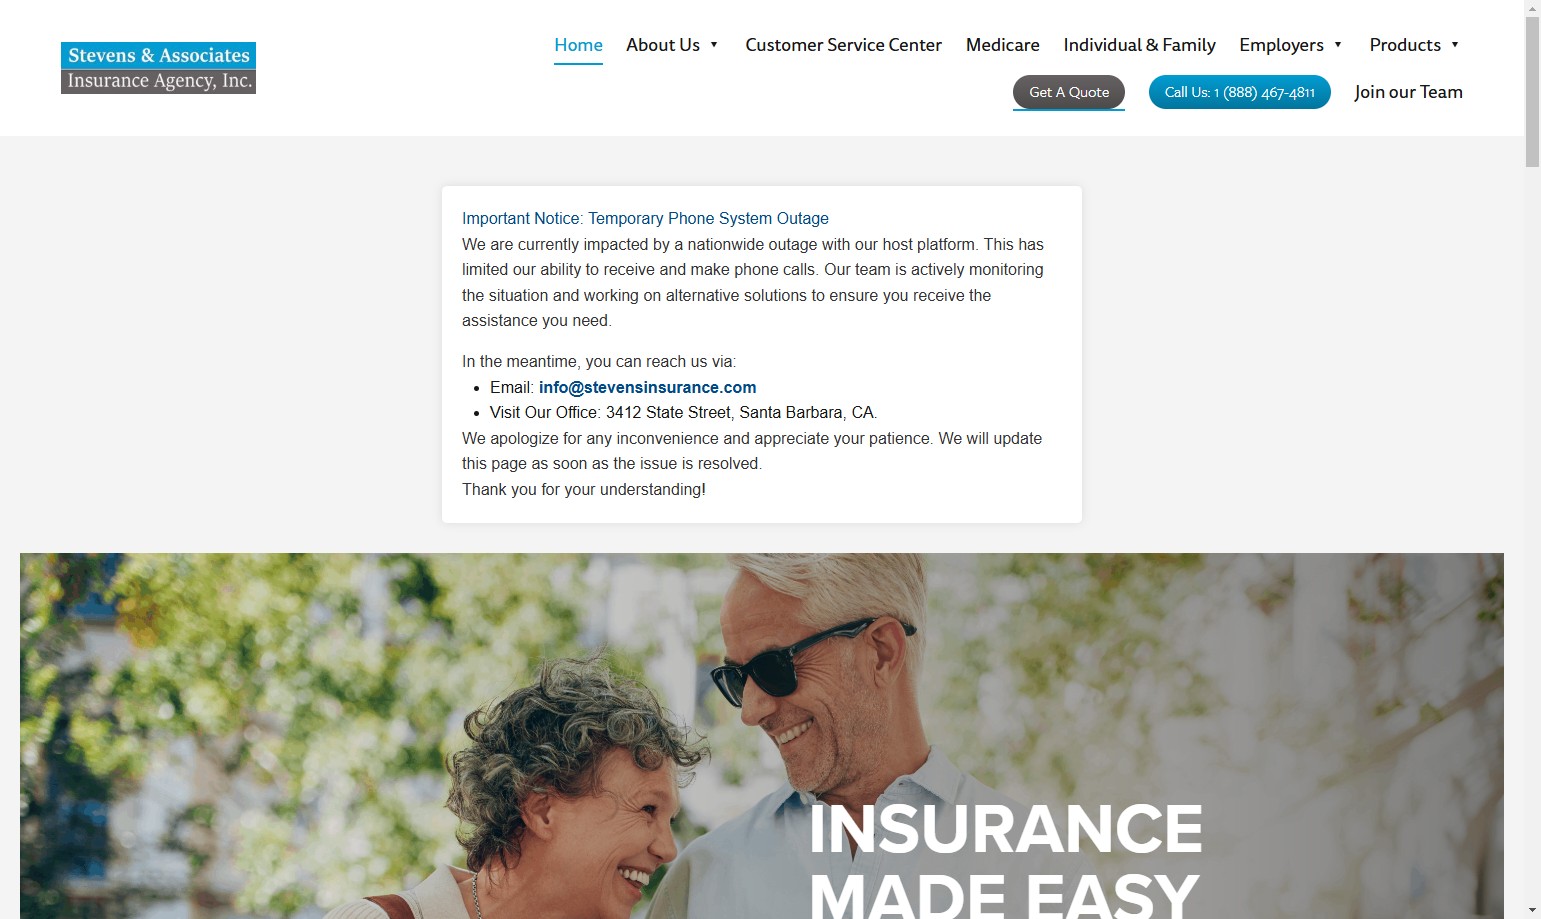 Stevens & Associates
Insurance Agency, Inc.
Home
About Us
Customer Service Center
Medicare
Individual & Family
Employers
Products
Get A Quote
Call Us: 1 (888) 467-4811
Join our Team
Important Notice: Temporary Phone System Outage
We are currently impacted by a nationwide outage with our host platform. This has
limited our ability to receive and make phone calls. Our team is actively monitoring
the situation and working on alternative solutions to ensure you receive the
assistance you need.
In the meantime, you can reach us via:
Email: info@stevensinsurance.com
Visit Our Office: 3412 State Street, Santa Barbara, CA.
We apologize for any inconvenience and appreciate your patience. We will update
this page as soon as the issue is resolved.
Thank you for your understanding!
INSURANCE
MADE EASY